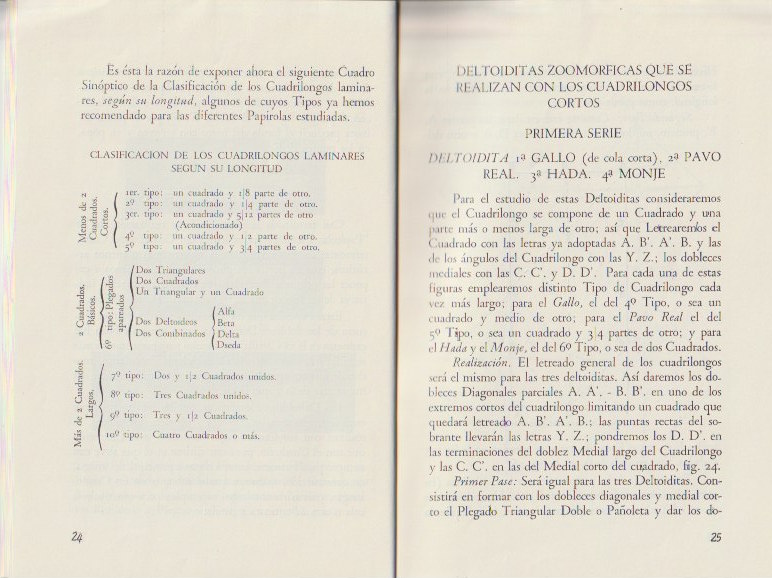 Es ésta la razón de exponer ahora el siguiente Cuadro
Sinóptico de la Clasificación de los Cuadrilongos lamina-
res, según su longitud, algunos de cuyos Tipos ya hemos
recomendado para las diferentes Papirolas estudiadas.
CLASIFICACION DE LOS CUADRILONGOS LAMINARES
SEGUN SU LONGITUD
Menos de 2
Cuadrados.
Cortos.
1er. tipo: un cuadrado y 1|8 parte de otro.
2º tipo: un cuadrado y 1|4 parte de otro.
3cr. tipo: un cuadrado y 5|12 partes de otro
(Acondicionado)
4º tipo: un cuadrado y 1|2 parte de otro.
5º tipo: un cuadrado y 3|4 partes de otro.
2 Cuadrados.
Básicos.
6º tipo: Plegados
apareados
Dos Triangulares
Dos Cuadrados
Un Triangular y un Cuadrado
Dos Deltoideos
Dos Combinados
Alfa
Beta
Delta
Dseda
Más de 2 Cuadrados.
Largos,
7º tipo: Dos y 1|2 Cuadrados unidos.
8º tipo: Tres Cuadrados unidos.
9º tipo: Tres y 1|2 Cuadrados.
10º tipo: Cuatro Cuadrados o más.
24
DELTOIDITAS ZOOMORFICAS QUE SE
REALIZAN CON LOS CUADRILONGOS
CORTOS
PRIMERA SERIE
DELTOIDITA 1ª GALLO (de cola corta). 2ª PAVO
REAL. 3ª HADA. 4ª MONJE
Para el estudio de estas Deltoiditas consideraremos
que el Cuadrilongo se compone de un Cuadrado y una
parte más o menos larga de otro; así que Letrearemos el
Cuadrado con las letras ya adoptadas A. B'. A'. B. y las
de los ángulos del Cuadrilongo con las Y. Z.; los dobleces
mediales con las C. C'. y D. D'. Para cada una de estas
figuras emplearemos distinto Tipo de Cuadrilongo cada
vez más largo; para el Gallo, el del 4º Tipo, o sea un
cuadrado y medio de otro; para el Pavo Real el del
5º Tipo, o sea un cuadrado y 3|4 partes de otro; y para
el Hada y el Monje, el del 6º Tipo, o sea de dos Cuadrados.
Realización. El letreado general de los cuadrilongos
será el mismo para las tres deltoiditas. Así daremos los do-
bleces Diagonales parciales A. A'. - B. B'. en uno de los
extremos cortos del cuadrilongo limitando un cuadrado que
quedará letreado A. B'. A'. B.; las puntas rectas del so-
brante llevarán las letras Y. Z.; pondremos los D. D'. en
las terminaciones del doblez Medial largo del Cuadrilongo
y las C. C'. en las del Medial corto del cuadrado, fig. 24.
Primer Pase: Será igual para las tres Deltoiditas. Con-
sistirá en formar con los dobleces diagonales y medial cor-
to el Plegado Triangular Doble o Pañoleta y dar los do-
25